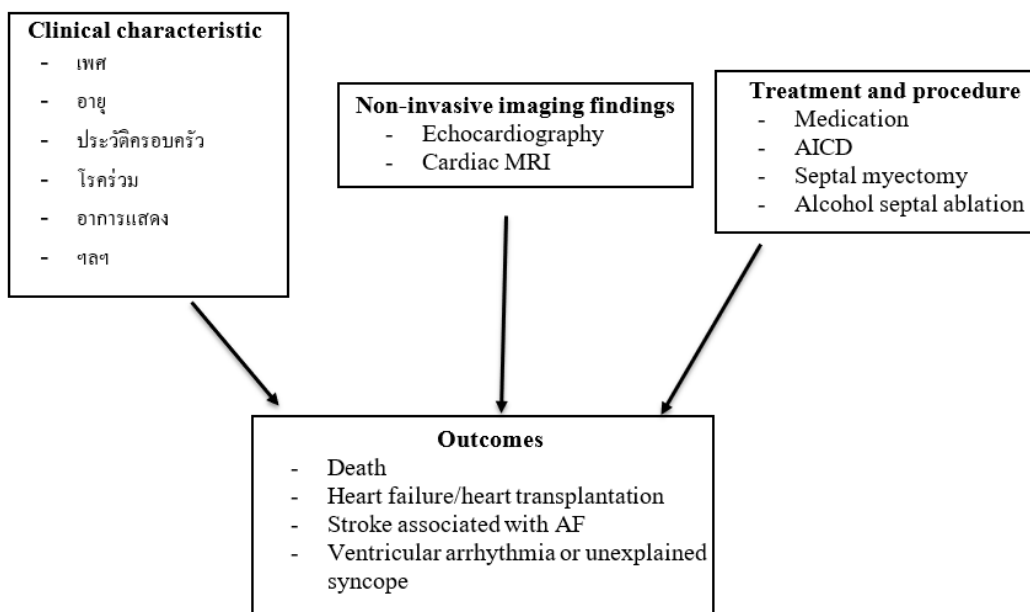 Clinical characteristic
- เพศ
- อายุ
- ประวัติครอบครัว
- โรคร่วม
- อาการแสดง
- ฯลฯ
Non-invasive imaging findings
- Echocardiography
- Cardiac MRI
Treatment and procedure
- Medication
- AICD
- Septal myectomy
- Alcohol septal ablation
Outcomes
- Death
- Heart failure/heart transplantation
- Stroke associated with AF
- Ventricular arrhythmia or unexplained
syncope